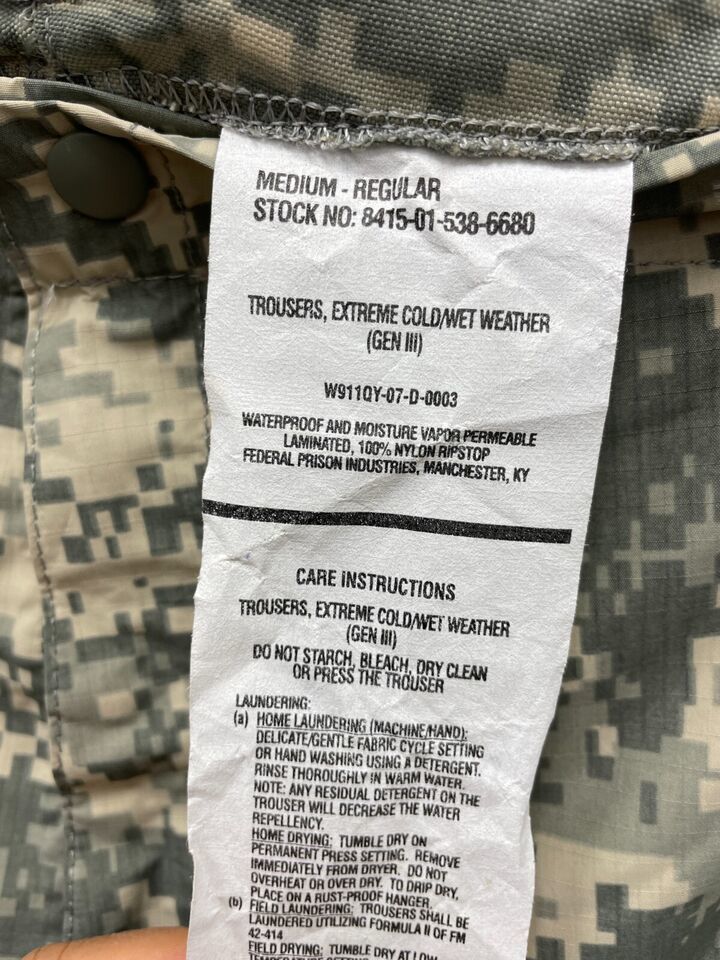 MEDIUM - REGULAR
STOCK NO: 8415-01-538-6680
TROUSERS, EXTREME COLD/WET WEATHER
(GEN III)
W911QY-07-D-0003
WATERPROOF AND MOISTURE VAPOR PERMEABLE
LAMINATED, 100% NYLON RIPSTOP
FEDERAL PRISON INDUSTRIES, MANCHESTER, KY
CARE INSTRUCTIONS
TROUSERS, EXTREME COLD/WET WEATHER
(GEN III)
DO NOT STARCH, BLEACH, DRY CLEAN
OR PRESS THE TROUSER
LAUNDERING:
(a) HOME LAUNDERING (MACHINE/HAND):
DELICATE/GENTLE FABRIC CYCLE SETTING
OR HAND WASHING USING A DETERGENT.
RINSE THOROUGHLY IN WARM WATER.
NOTE: ANY RESIDUAL DETERGENT ON THE
TROUSER WILL DECREASE THE WATER
REPELLENCY.
HOME DRYING: TUMBLE DRY ON
PERMANENT PRESS SETTING. REMOVE
IMMEDIATELY FROM DRYER. DO NOT
OVERHEAT OR OVER DRY. TO DRIP DRY,
PLACE ON A RUST-PROOF HANGER.
(b) FIELD LAUNDERING: TROUSERS SHALL BE
LAUNDERED UTILIZING FORMULA II OF FM
42-414
FIELD DRYING: TUMBLE DRY AT LOW